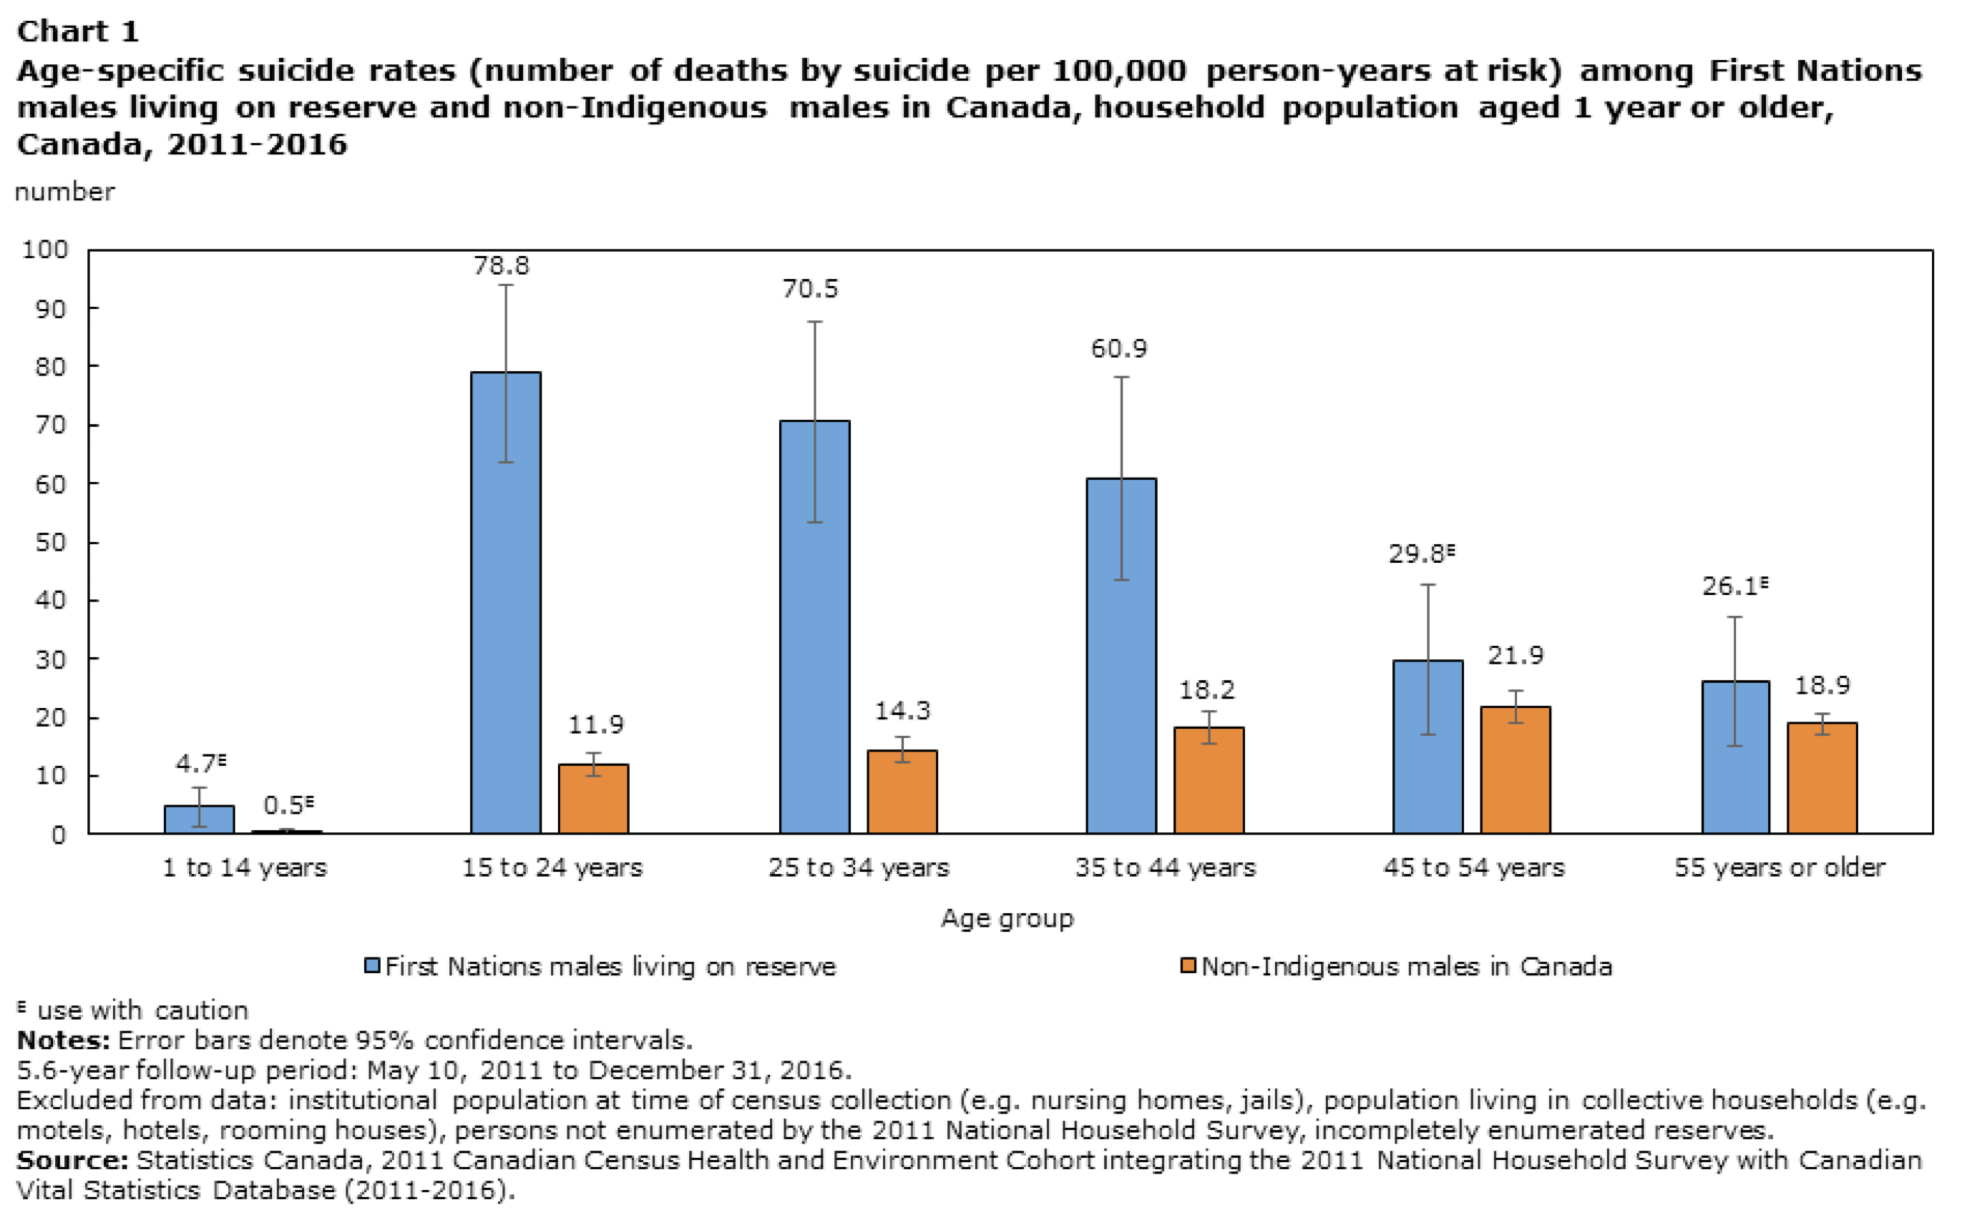 Chart 1
Age-specific suicide rates (number of deaths by suicide per 100,000 person-years at risk) among First Nations
males living on reserve and non-Indigenous males in Canada, household population aged 1 year or older,
Canada, 2011-2016
number
100
90
80
70
60
50
40
30
20
10
0
4.7ᴱ
0.5ᴱ
78.8
11.9
70.5
14.3
60.9
18.2
29.8ᴱ
21.9
26.1ᴱ
18.9
1 to 14 years
15 to 24 years
25 to 34 years
35 to 44 years
45 to 54 years
55 years or older
Age group
First Nations males living on reserve
Non-Indigenous males in Canada
ᴱ use with caution
Notes: Error bars denote 95% confidence intervals.
5.6-year follow-up period: May 10, 2011 to December 31, 2016.
Excluded from data: institutional population at time of census collection (e.g. nursing homes, jails), population living in collective households (e.g.
motels, hotels, rooming houses), persons not enumerated by the 2011 National Household Survey, incompletely enumerated reserves.
Source: Statistics Canada, 2011 Canadian Census Health and Environment Cohort integrating the 2011 National Household Survey with Canadian
Vital Statistics Database (2011-2016).